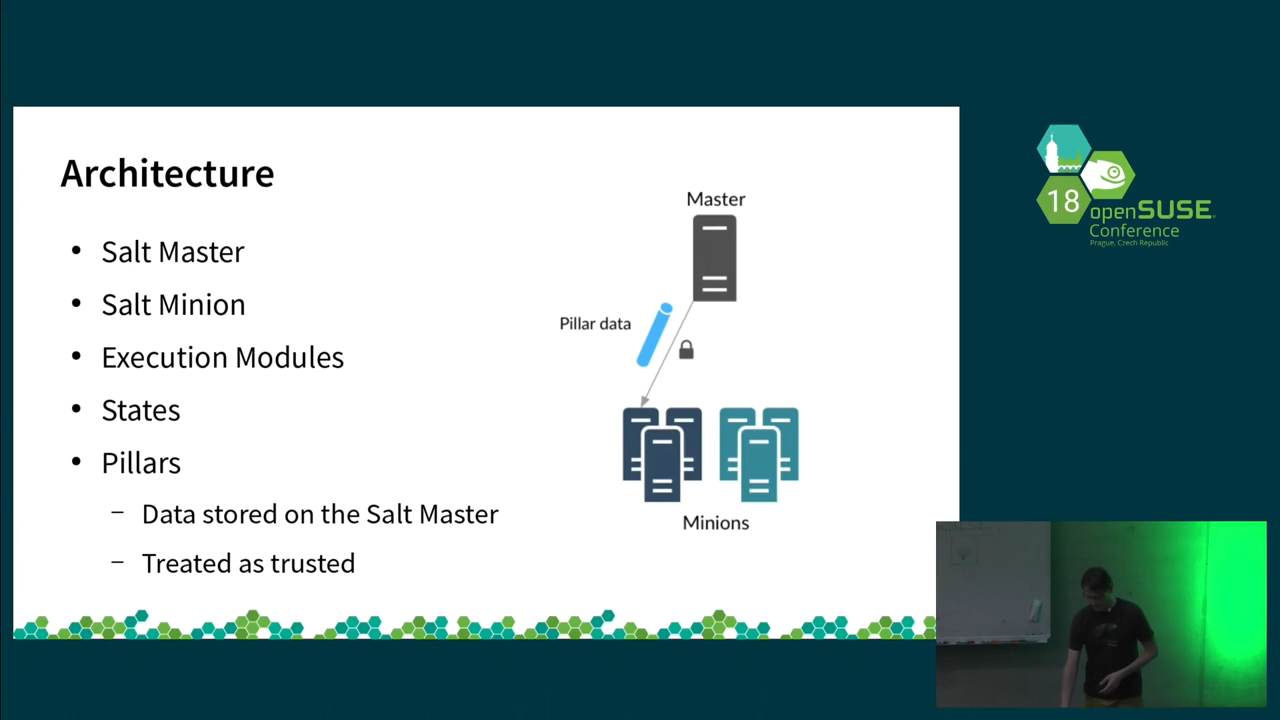 Architecture
Salt Master
Salt Minion
Execution Modules
States
Pillars
– Data stored on the Salt Master
– Treated as trusted
Master
Pillar data
Minions
18
openSUSE
Conference
Prague, Czech Republic